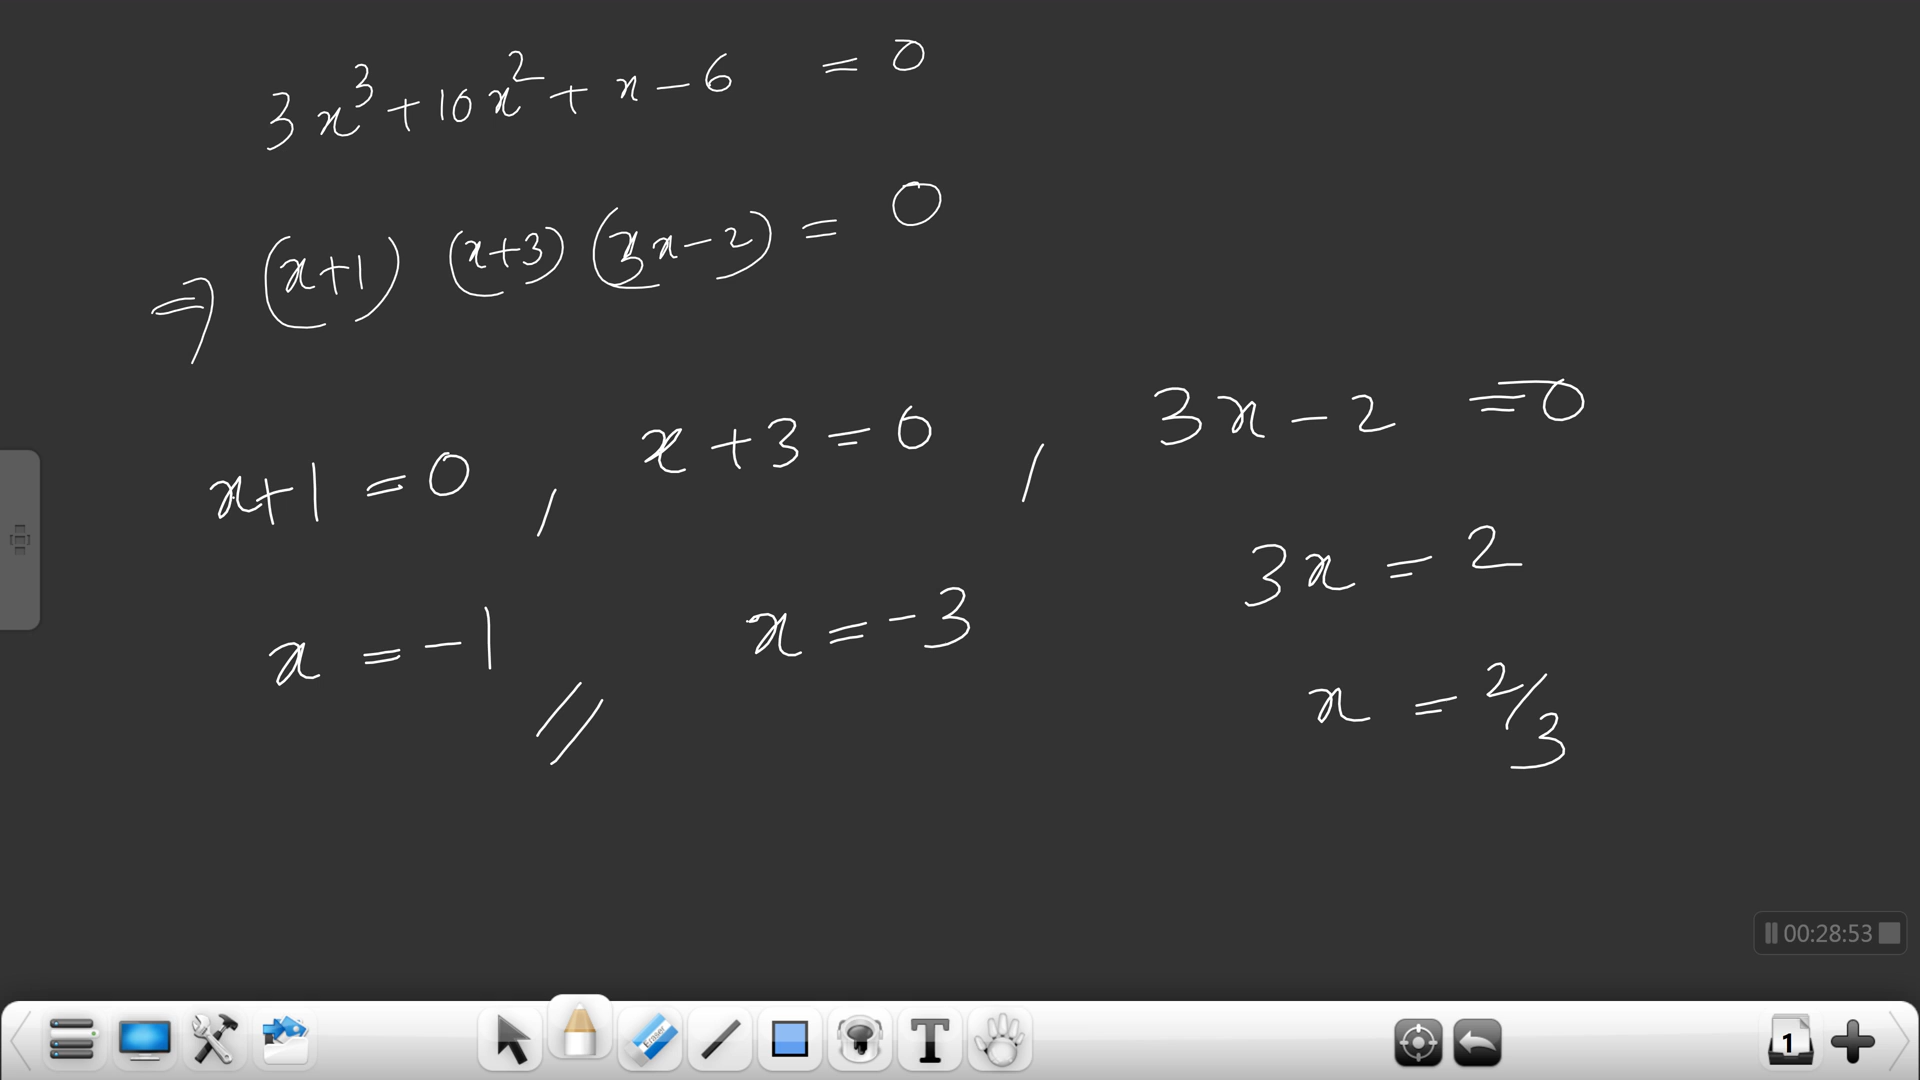 3x³+10x²+x-6 = 0
⇒ (x+1) (x+3) (3x-2) = 0
x+1 = 0 , x+3 = 0 , 3x-2 = 0
3x = 2
x = -1 // x = -3
x = 2/3
00:28:53
Eraser
T
1